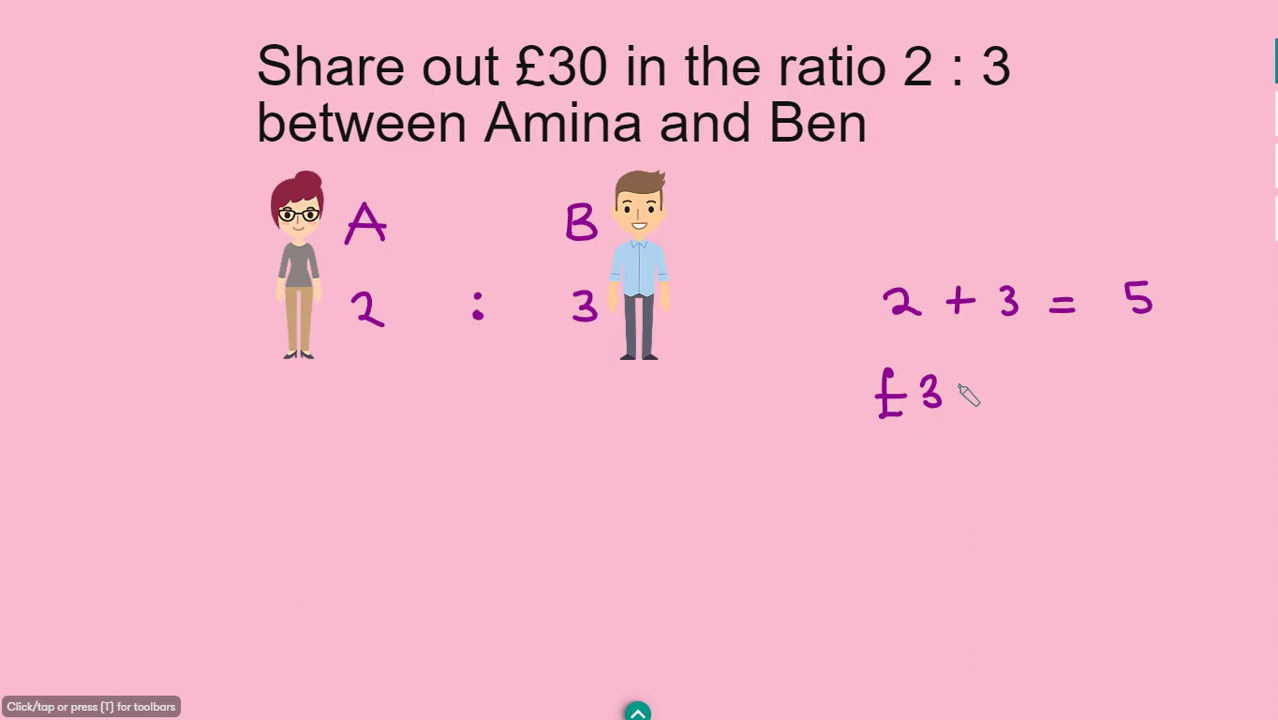 Share out £30 in the ratio 2 : 3
between Amina and Ben
A B
2 : 3
2 + 3 = 5
£3
Click/tap or press (T) for toolbars